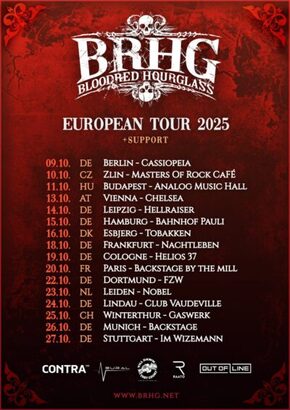 BRHG
BLOODRED HOURGLASS
EUROPEAN TOUR 2025
+SUPPORT
09.10. DE BERLIN - CASSIOPEIA
10.10. CZ ZLIN - MASTERS OF ROCK CAFÉ
11.10. HU BUDAPEST - ANALOG MUSIC HALL
13.10. AT VIENNA - CHELSEA
14.10. DE LEIPZIG - HELLRAISER
15.10. DE HAMBURG - BAHNHOF PAULI
16.10. DK ESBJERG - TOBAKKEN
18.10. DE FRANKFURT - NACHTLEBEN
19.10. DE COLOGNE - HELIOS 37
20.10. FR PARIS - BACKSTAGE BY THE MILL
22.10. DE DORTMUND - FZW
23.10. NL LEIDEN - NOBEL
24.10. DE LINDAU - CLUB VAUDEVILLE
25.10. CH WINTERTHUR - GASWERK
26.10. DE MUNICH - BACKSTAGE
27.10. DE STUTTGART - IM WIZEMANN
CONTRA
OUT OF LINE
WWW.BRHG.NET